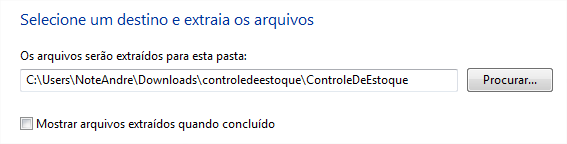 Selecione um destino e extraia os arquivos
Os arquivos serão extraídos para esta pasta:
C:\Users\NoteAndre\Downloads\controledeestoque\ControleDeEstoque
Procurar...
Mostrar arquivos extraídos quando concluído